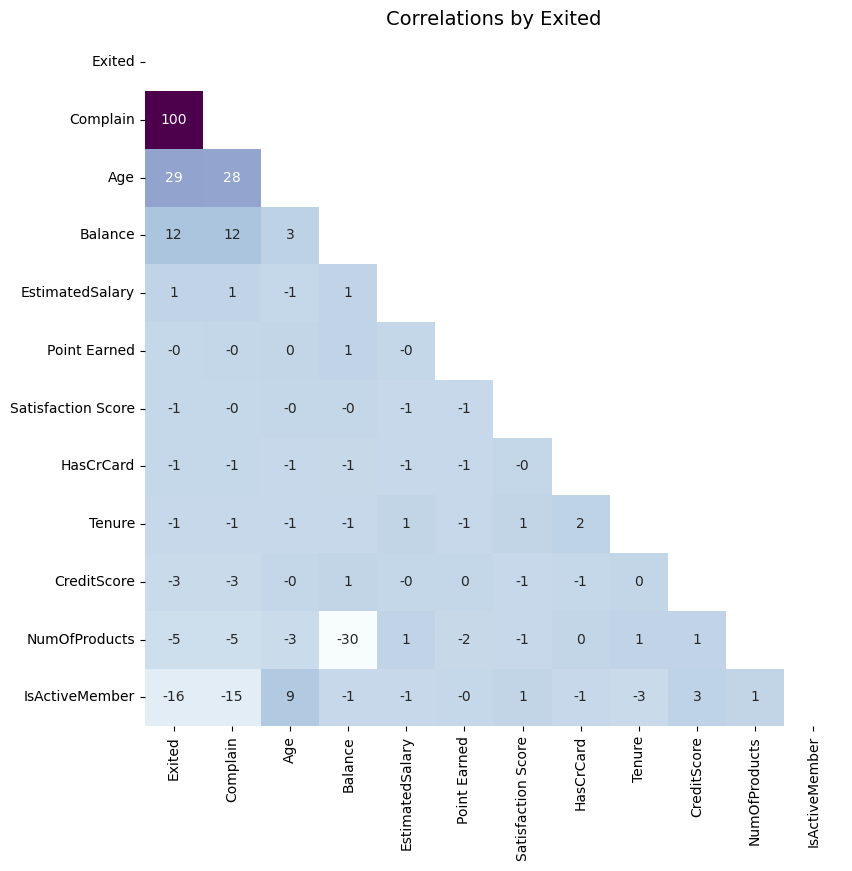 Correlations by Exited
Exited
Complain 100
Age 29 28
Balance 12 12 3
EstimatedSalary 1 1 -1 1
Point Earned -0 -0 0 1 -0
Satisfaction Score -1 -0 -0 -0 -1 -1
HasCrCard -1 -1 -1 -1 -1 -1 -0
Tenure -1 -1 -1 -1 1 -1 1 2
CreditScore -3 -3 -0 1 -0 0 -1 -1 0
NumOfProducts -5 -5 -3 -30 1 -2 -1 0 1 1
IsActiveMember -16 -15 9 -1 -1 -0 1 -1 -3 3 1
Exited
Complain
Age
Balance
EstimatedSalary
Point Earned
Satisfaction Score
HasCrCard
Tenure
CreditScore
NumOfProducts
IsActiveMember